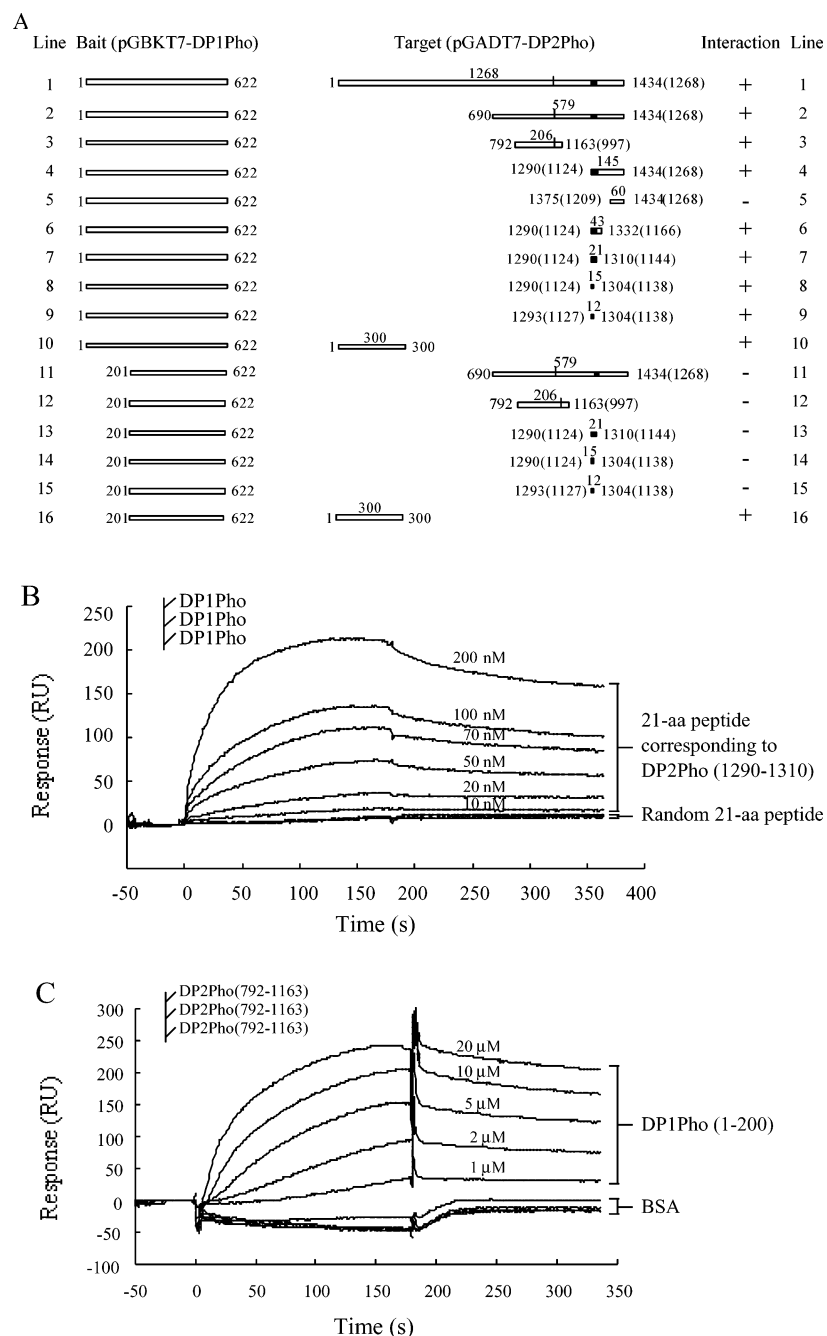 A
Line Bait (pGBKT7-DP1Pho) Target (pGADT7-DP2Pho) Interaction Line
1 1 622 1 1268 1434(1268) + 1
2 1 622 690 579 1434(1268) + 2
3 1 622 792 206 1163(997) + 3
4 1 622 1290(1124) 145 1434(1268) + 4
5 1 622 1375(1209) 60 1434(1268) - 5
6 1 622 1290(1124) 43 1332(1166) + 6
7 1 622 1290(1124) 21 1310(1144) + 7
8 1 622 1290(1124) 15 1304(1138) + 8
9 1 622 1293(1127) 12 1304(1138) + 9
10 1 622 1 300 300 + 10
11 201 622 690 579 1434(1268) - 11
12 201 622 792 206 1163(997) - 12
13 201 622 1290(1124) 21 1310(1144) - 13
14 201 622 1290(1124) 15 1304(1138) - 14
15 201 622 1293(1127) 12 1304(1138) - 15
16 201 622 1 300 300 + 16
B
DP1Pho
DP1Pho
DP1Pho
Response (RU)
250
200
150
100
50
0
200 nM
100 nM
70 nM
50 nM
20 nM
10 nM
21-aa peptide
corresponding to
DP2Pho (1290-1310)
Random 21-aa peptide
-50 0 50 100 150 200 250 300 350 400
Time (s)
C
DP2Pho(792-1163)
DP2Pho(792-1163)
DP2Pho(792-1163)
Response (RU)
300
250
200
150
100
50
0
-50
-100
20 µM
10 µM
5 µM
2 µM
1 µM
DP1Pho (1-200)
BSA
-50 0 50 100 150 200 250 300 350
Time (s)